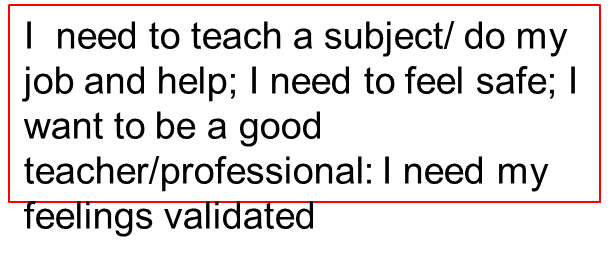 I  need to teach a subject/ do my
job and help; I need to feel safe; I
want to be a good
teacher/professional: I need my
feelings validated